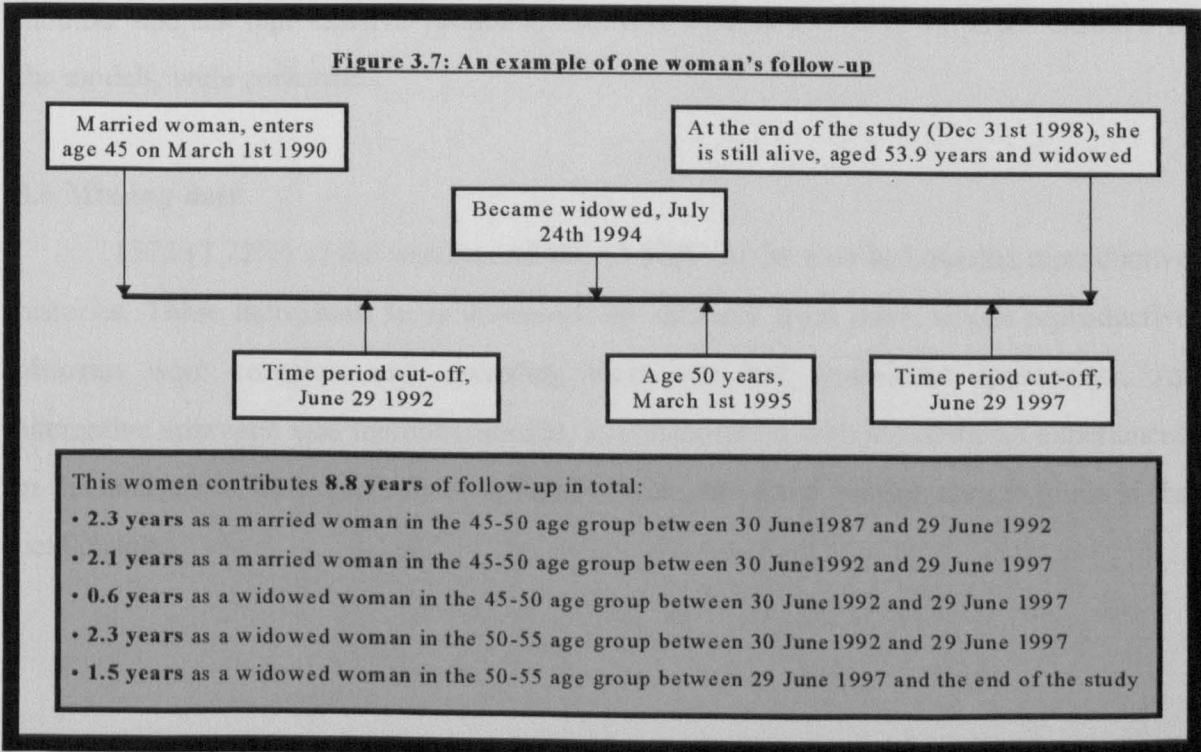 Figure 3.7: An example of one woman's follow-up
Married woman, enters
age 45 on March 1st 1990
At the end of the study (Dec 31st 1998), she
is still alive, aged 53.9 years and widowed
Became widowed, July
24th 1994
Time period cut-off,
June 29 1992
Age 50 years,
March 1st 1995
Time period cut-off,
June 29 1997
This women contributes 8.8 years of follow-up in total:
• 2.3 years as a married woman in the 45-50 age group between 30 June1987 and 29 June 1992
• 2.1 years as a married woman in the 45-50 age group between 30 June1992 and 29 June 1997
• 0.6 years as a widowed woman in the 45-50 age group between 30 June1992 and 29 June 1997
• 2.3 years as a widowed woman in the 50-55 age group between 30 June1992 and 29 June 1997
• 1.5 years as a widowed woman in the 50-55 age group between 29 June 1997 and the end of the study